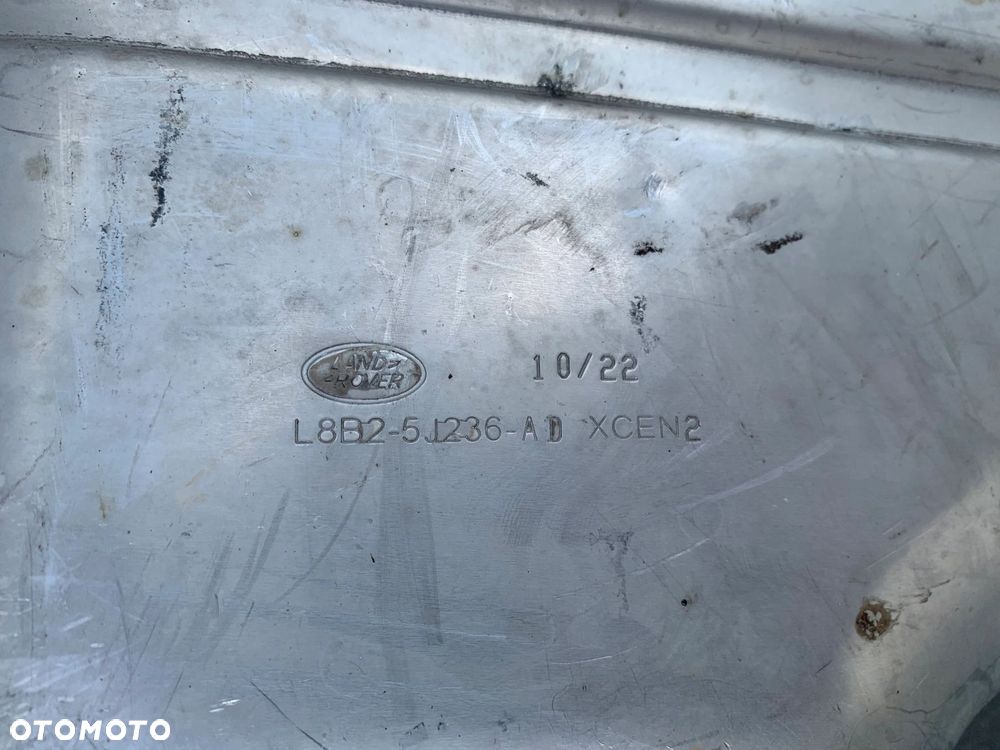 LAND
ROVER
10/22
L8B2-5J236-AD XCEN2
OTOMOTO